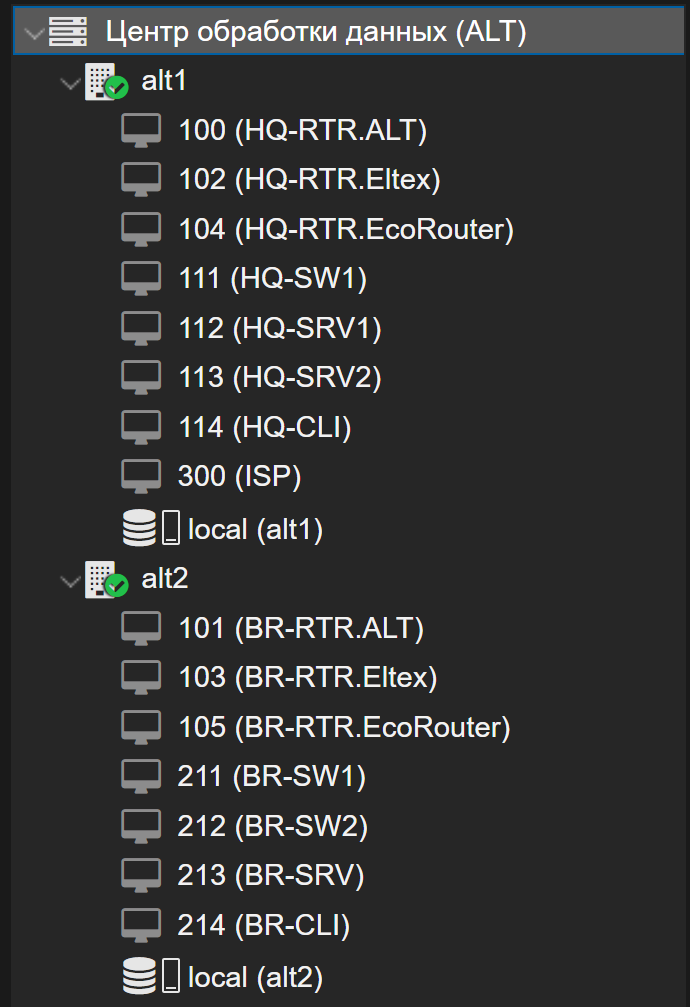 Центр обработки данных (ALT)
alt1
100 (HQ-RTR.ALT)
102 (HQ-RTR.Eltex)
104 (HQ-RTR.EcoRouter)
111 (HQ-SW1)
112 (HQ-SRV1)
113 (HQ-SRV2)
114 (HQ-CLI)
300 (ISP)
local (alt1)
alt2
101 (BR-RTR.ALT)
103 (BR-RTR.Eltex)
105 (BR-RTR.EcoRouter)
211 (BR-SW1)
212 (BR-SW2)
213 (BR-SRV)
214 (BR-CLI)
local (alt2)